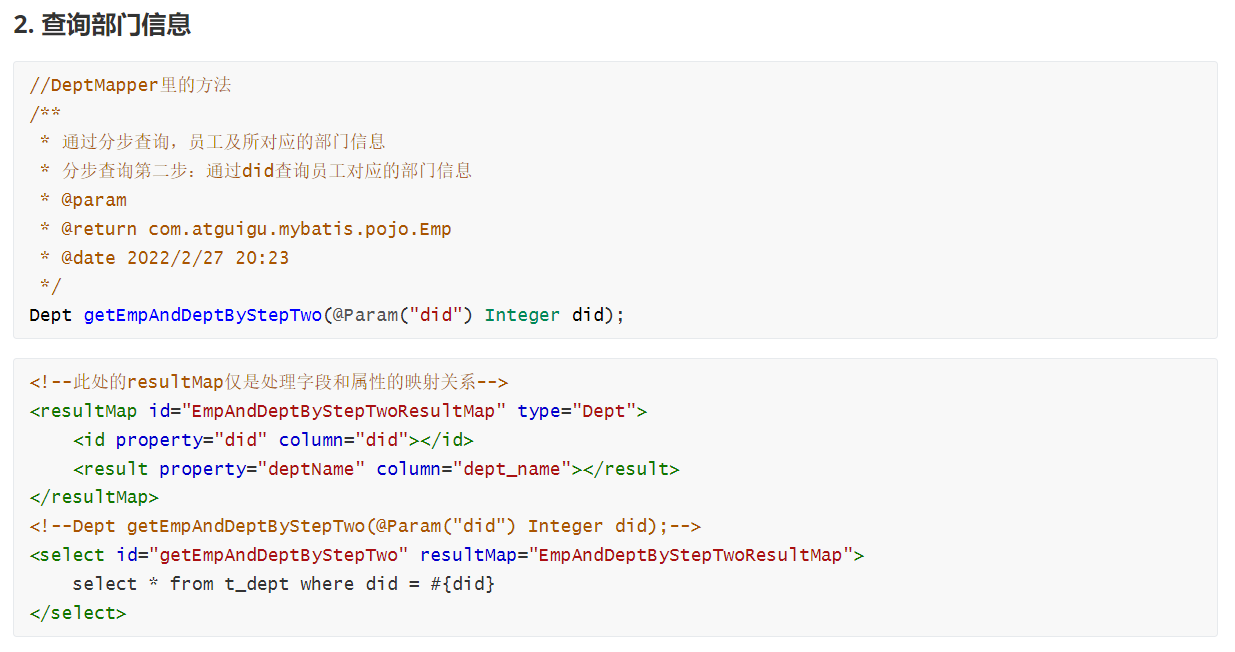 2. 查询部门信息
//DeptMapper里的方法
/**
 * 通过分步查询，员工及所对应的部门信息
 * 分步查询第二步：通过did查询员工对应的部门信息
 * @param
 * @return com.atguigu.mybatis.pojo.Emp
 * @date 2022/2/27 20:23
 */
Dept getEmpAndDeptByStepTwo(@Param("did") Integer did);
<!--此处的resultMap仅是处理字段和属性的映射关系-->
<resultMap id="EmpAndDeptByStepTwoResultMap" type="Dept">
    <id property="did" column="did"></id>
    <result property="deptName" column="dept_name"></result>
</resultMap>
<!--Dept getEmpAndDeptByStepTwo(@Param("did") Integer did);-->
<select id="getEmpAndDeptByStepTwo" resultMap="EmpAndDeptByStepTwoResultMap">
    select * from t_dept where did = #{did}
</select>